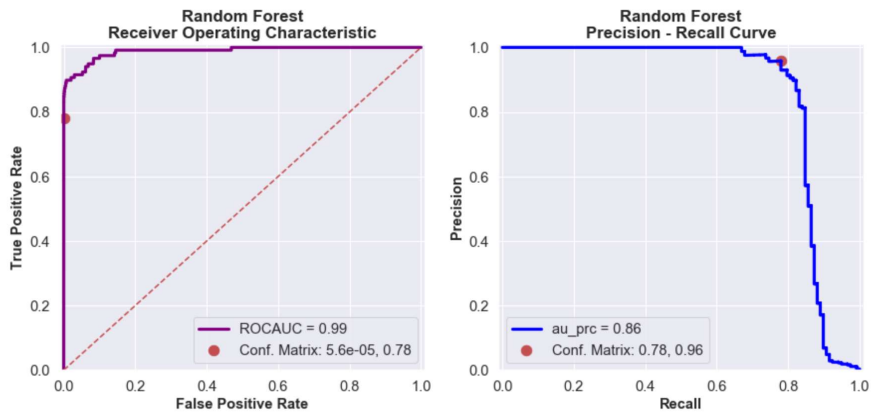 Random Forest
Receiver Operating Characteristic
True Positive Rate
1.0
0.8
0.6
0.4
0.2
0.0
ROCAUC = 0.99
Conf. Matrix: 5.6e-05, 0.78
0.0 0.2 0.4 0.6 0.8 1.0
False Positive Rate
Random Forest
Precision - Recall Curve
Precision
1.0
0.8
0.6
0.4
0.2
0.0
au_prc = 0.86
Conf. Matrix: 0.78, 0.96
0.0 0.2 0.4 0.6 0.8 1.0
Recall